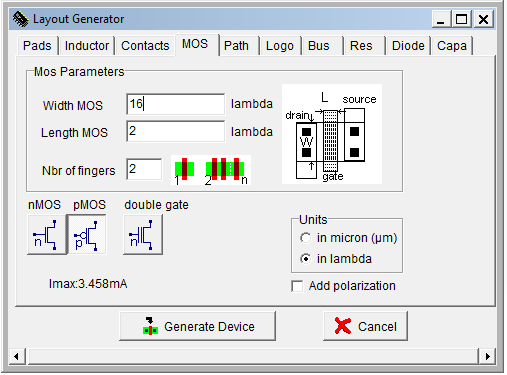 Layout Generator
Pads Inductor Contacts MOS Path Logo Bus Res Diode Capa
Mos Parameters
Width MOS 16 lambda
Length MOS 2 lambda
Nbr of fingers 2
1 2 n
L
drain source
W
gate
nMOS pMOS double gate
n p n
Units
in micron (µm)
in lambda
Add polarization
Imax:3.458mA
Generate Device Cancel